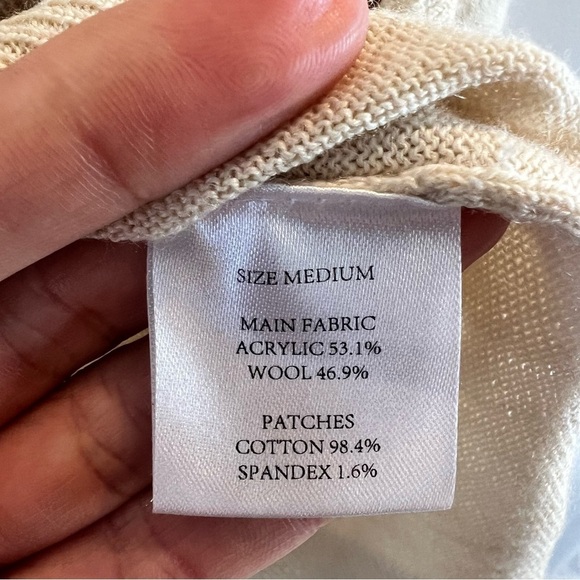 SIZE MEDIUM
MAIN FABRIC
ACRYLIC 53.1%
WOOL 46.9%
PATCHES
COTTON 98.4%
SPANDEX 1.6%